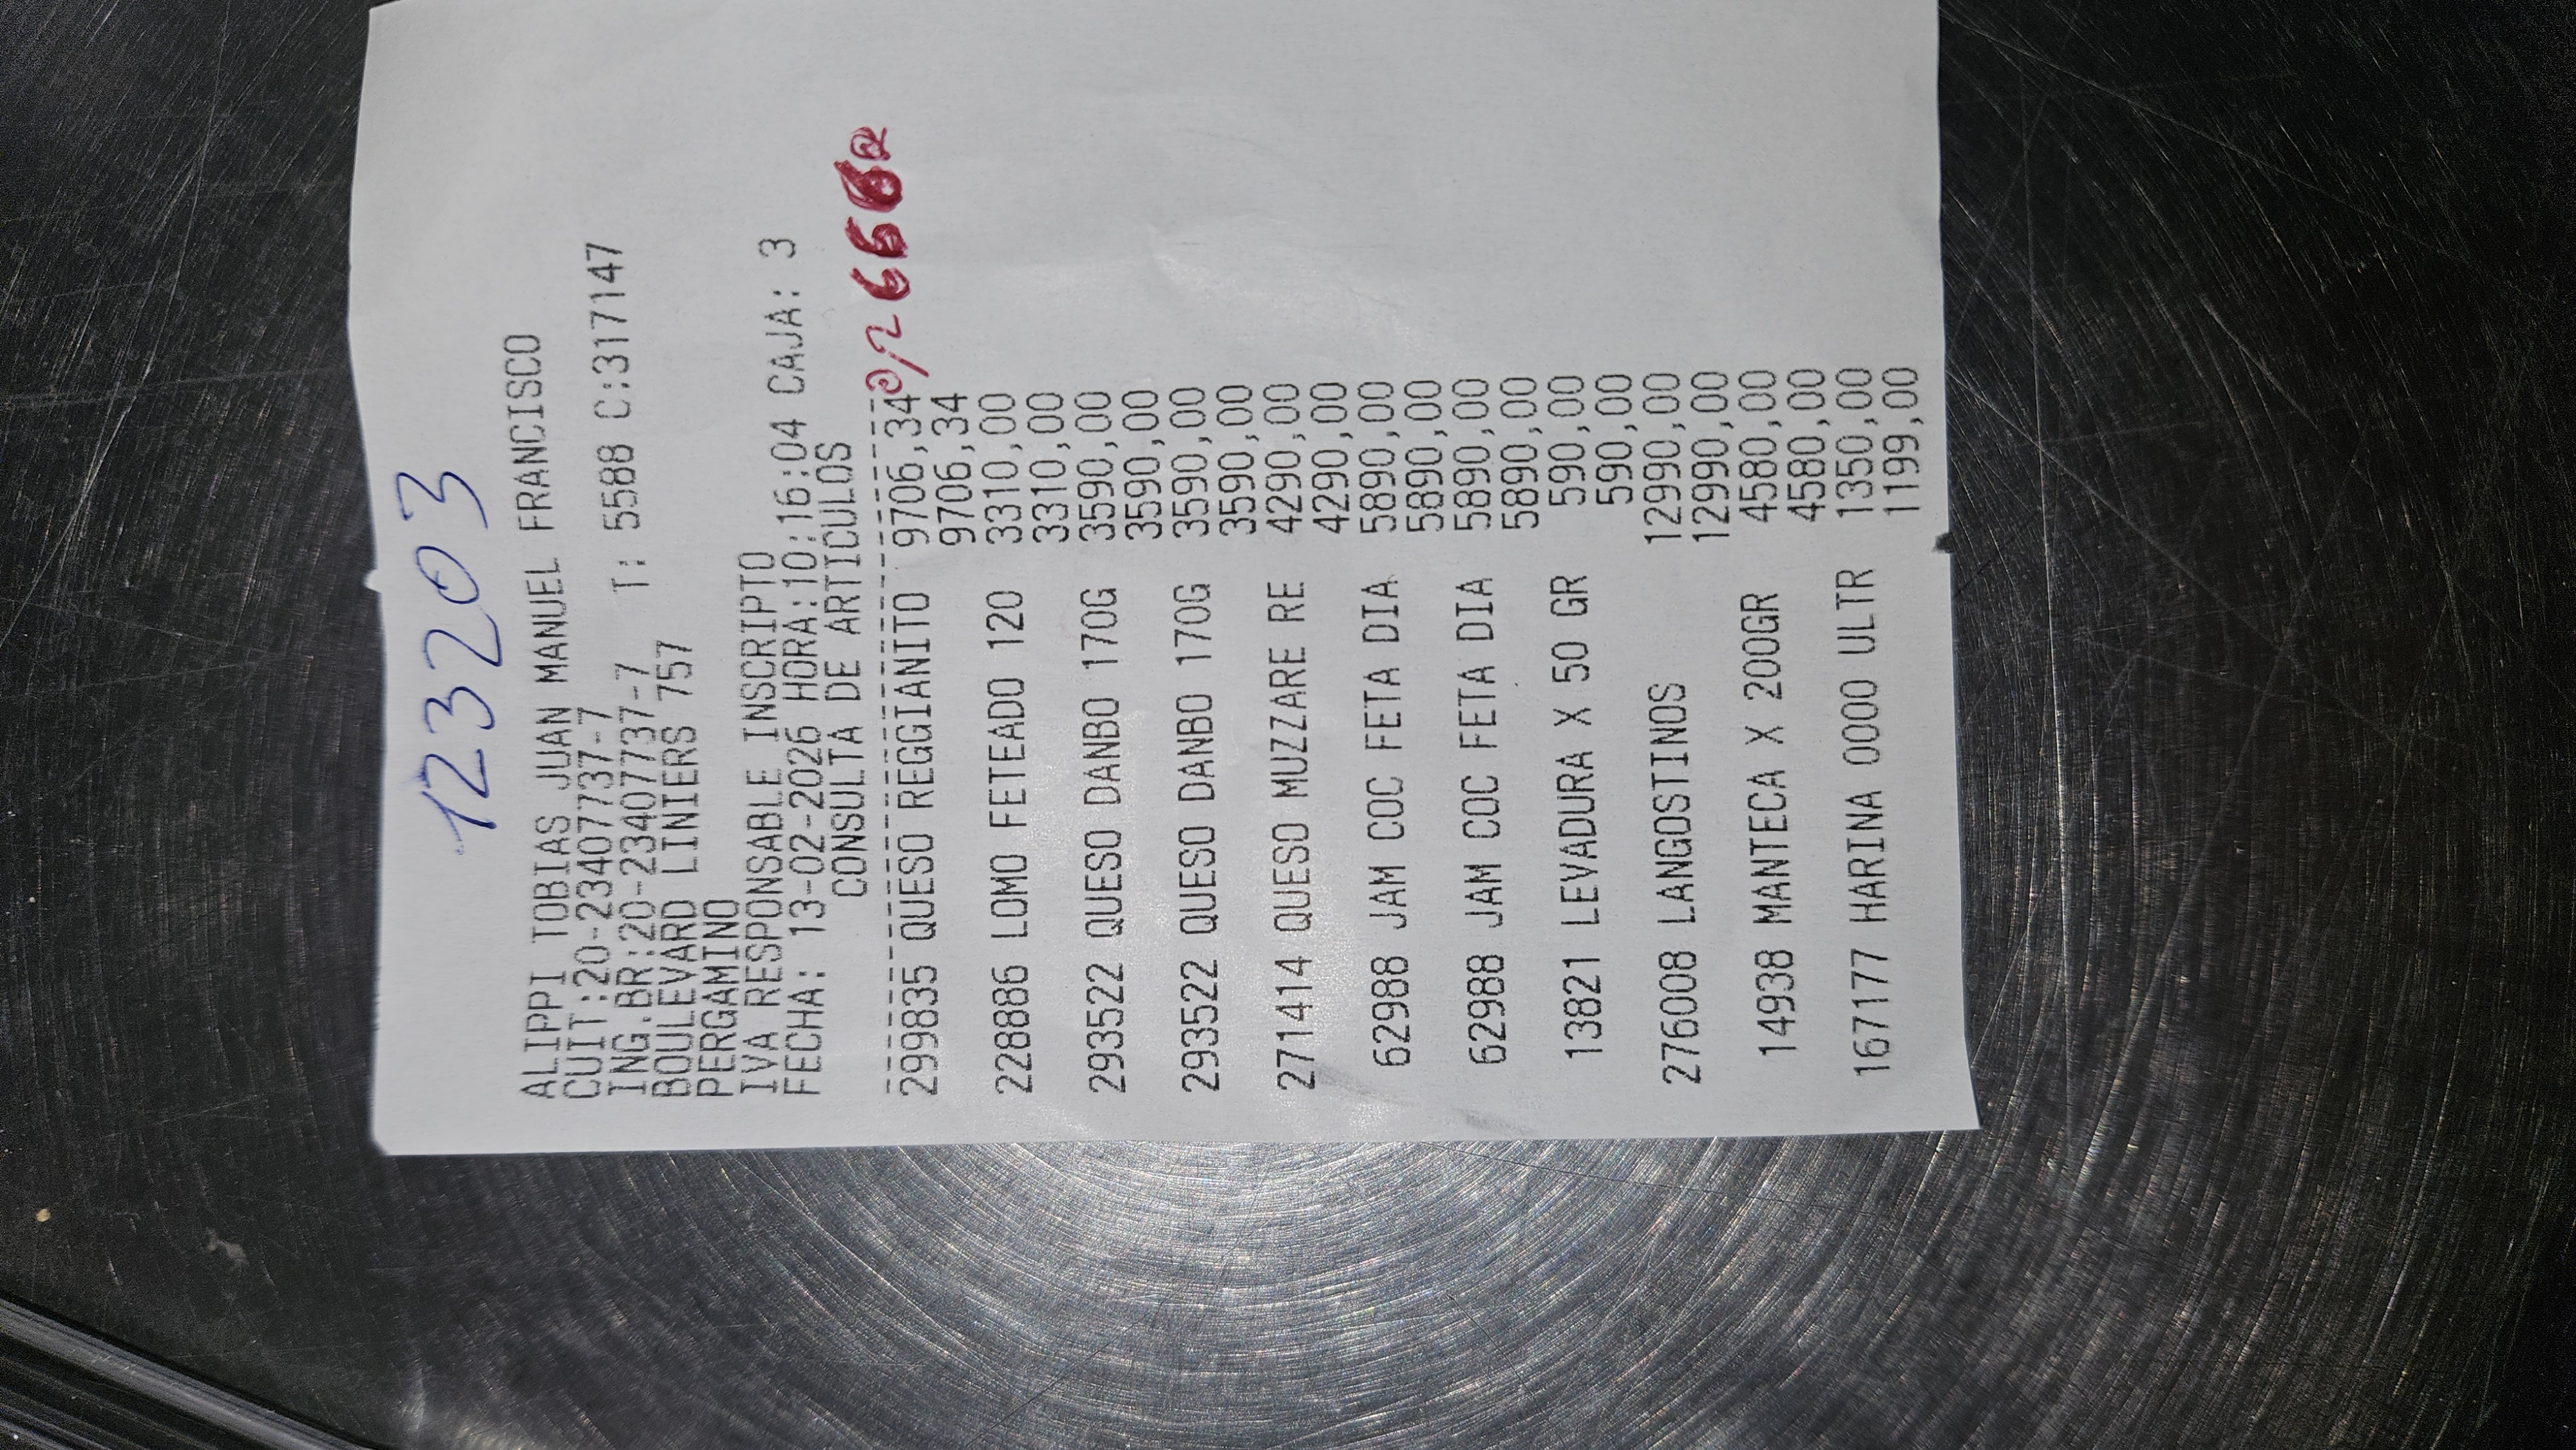 123203
ALIPPI TOBIAS JUAN MANUEL FRANCISCO
CUIT:20-23407737-7
ING.BR:20-23407737-7 T: 5588 C:317147
BOULEVARD LINIERS 757
PERGAMINO
IVA RESPONSABLE INSCRIPTO
FECHA: 13-02-2026 HORA:10:16:04 CAJA: 3
CONSULTA DE ARTICULOS
299835 QUESO REGGIANITO 9706,34
9706,34
228886 LOMO FETEADO 120 3310,00
3310,00
293522 QUESO DANBO 170G 3590,00
3590,00
293522 QUESO DANBO 170G 3590,00
3590,00
271414 QUESO MUZZARE RE 4290,00
4290,00
62988 JAM COC FETA DIA 5890,00
5890,00
62988 JAM COC FETA DIA 5890,00
5890,00
13821 LEVADURA X 50 GR 590,00
590,00
276008 LANGOSTINOS 12990,00
12990,00
14938 MANTECA X 200GR 4580,00
4580,00
167177 HARINA 0000 ULTR 1350,00
1199,00